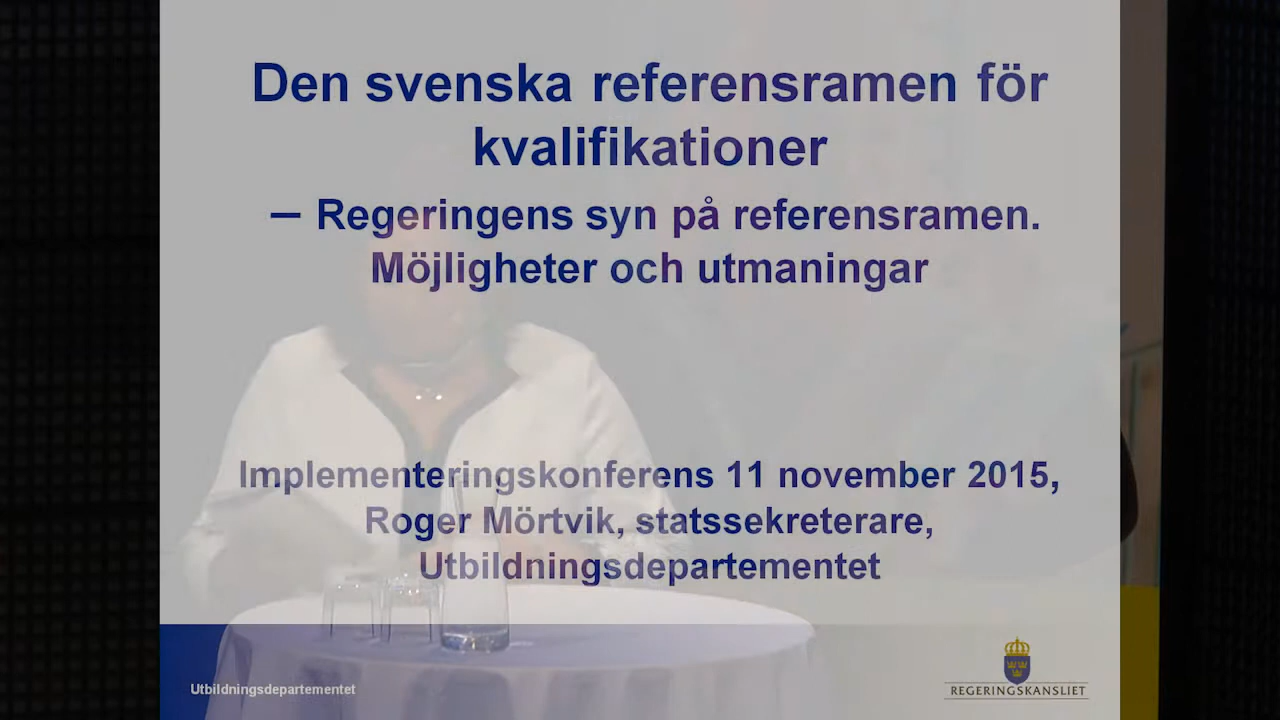 Den svenska referensramen för
kvalifikationer
– Regeringens syn på referensramen.
Möjligheter och utmaningar
Implementeringskonferens 11 november 2015,
Roger Mörtvik, statssekreterare,
Utbildningsdepartementet
Utbildningsdepartementet
REGERINGSKANSLIET